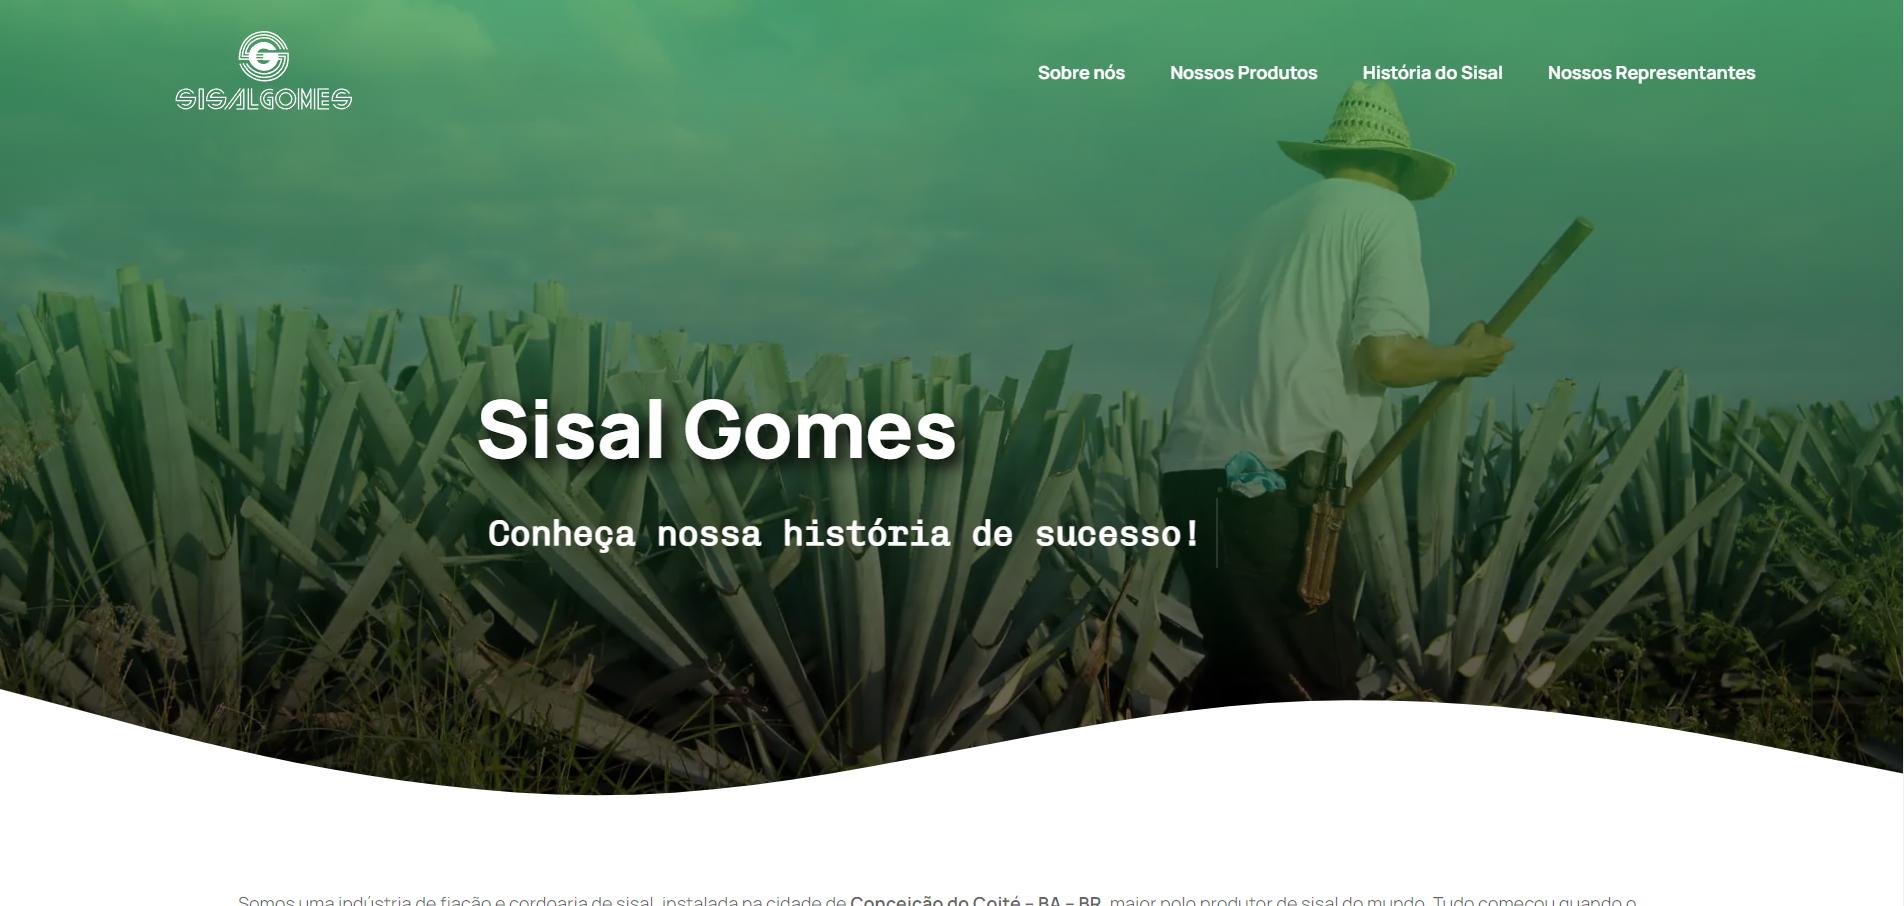 SISALGOMES
Sobre nós Nossos Produtos História do Sisal Nossos Representantes
Sisal Gomes
Conheça nossa história de sucesso!
Somos uma indústria de fiação e cordoaria de sisal, instalada na cidade de Conceição do Coité – BA – BR, maior polo produtor de sisal do mundo. Tudo começou quando o